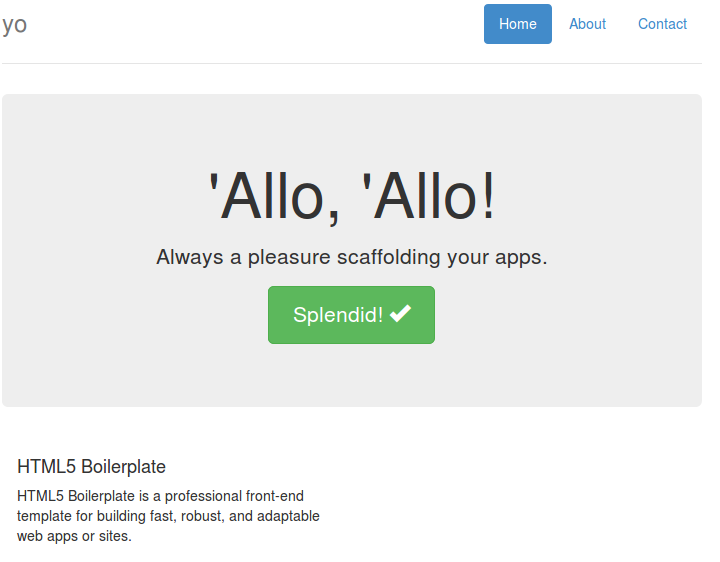 yo
Home About Contact
'Allo, 'Allo!
Always a pleasure scaffolding your apps.
Splendid! ✔
HTML5 Boilerplate
HTML5 Boilerplate is a professional front-end
template for building fast, robust, and adaptable
web apps or sites.